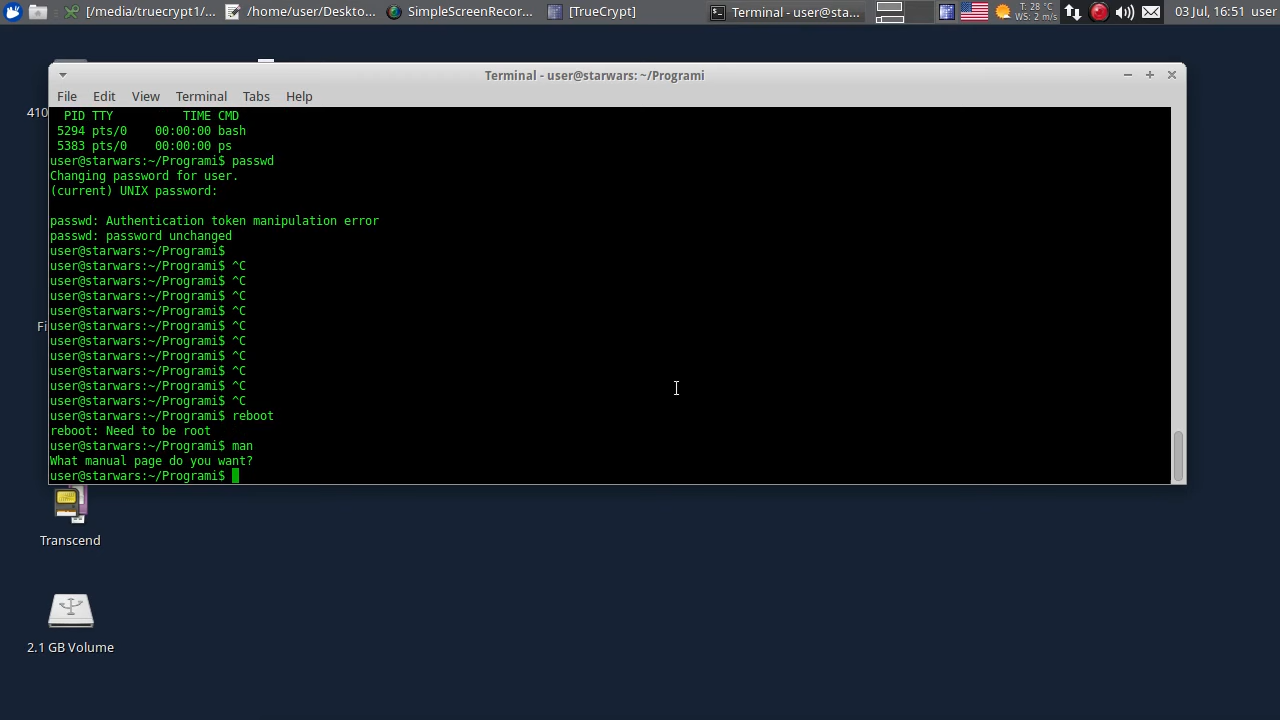 [/media/truecrypt1/... /home/user/Deskto... SimpleScreenRecor... [TrueCrypt] Terminal - user@sta... T: 28 °C WS: 2 m/s 03 Jul, 16:51 user
Terminal - user@starwars: ~/Programi
File Edit View Terminal Tabs Help
410
PID TTY TIME CMD
5294 pts/0 00:00:00 bash
5383 pts/0 00:00:00 ps
user@starwars:~/Programi$ passwd
Changing password for user.
(current) UNIX password:
passwd: Authentication token manipulation error
passwd: password unchanged
user@starwars:~/Programi$
user@starwars:~/Programi$ ^C
user@starwars:~/Programi$ ^C
user@starwars:~/Programi$ ^C
user@starwars:~/Programi$ ^C
user@starwars:~/Programi$ ^C
Fi
user@starwars:~/Programi$ ^C
user@starwars:~/Programi$ ^C
user@starwars:~/Programi$ ^C
user@starwars:~/Programi$ ^C
user@starwars:~/Programi$ ^C
user@starwars:~/Programi$ reboot
reboot: Need to be root
user@starwars:~/Programi$ man
What manual page do you want?
user@starwars:~/Programi$
Transcend
2.1 GB Volume